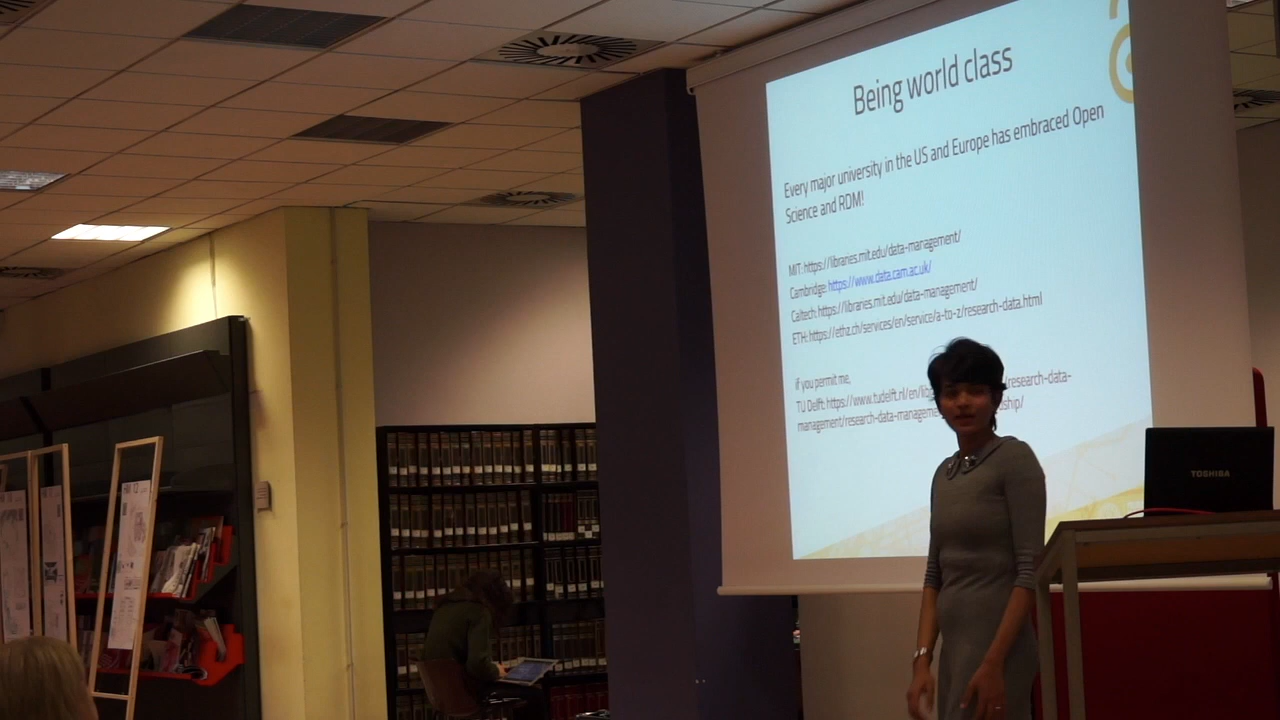 Being world class
Every major university in the US and Europe has embraced Open
Science and RDM!
MIT: https://libraries.mit.edu/data-management/
Cambridge: https://www.data.cam.ac.uk/
Caltech: https://libraries.mit.edu/data-management/
ETH: https://ethz.ch/services/en/service/a-to-z/research-data.html
if you permit me,
TU Delft: https://www.tudelft.nl/en/lib /research-data-
management/research-data-manageme ship/
TOSHIBA